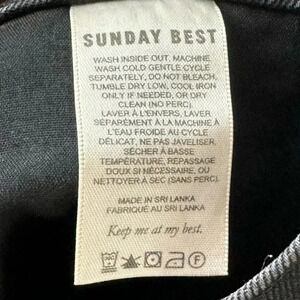 SUNDAY BEST
WASH INSIDE OUT, MACHINE
WASH COLD GENTLE CYCLE
SEPARATELY, DO NOT BLEACH,
TUMBLE DRY LOW, COOL IRON
ONLY IF NEEDED, OR DRY
CLEAN (NO PERC).
LAVER À L'ENVERS, LAVER
SÉPARÉMENT À LA MACHINE À
L'EAU FROIDE AU CYCLE
DÉLICAT, NE PAS JAVELISER,
SÉCHER À BASSE
TEMPÉRATURE, REPASSAGE
DOUX SI NÉCESSAIRE, OU
NETTOYER À SEC (SANS PERC).
MADE IN SRI LANKA
FABRIQUÉ AU SRI LANKA
Keep me at my best.
F